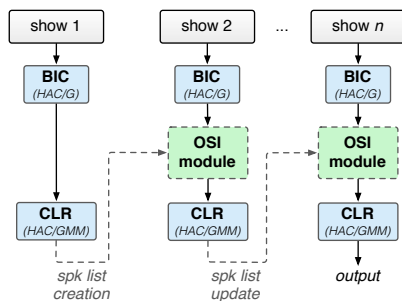 show 1
show 2
...
show n
BIC
(HAC/G)
BIC
(HAC/G)
BIC
(HAC/G)
OSI
module
OSI
module
CLR
(HAC/GMM)
CLR
(HAC/GMM)
CLR
(HAC/GMM)
spk list
creation
spk list
update
output